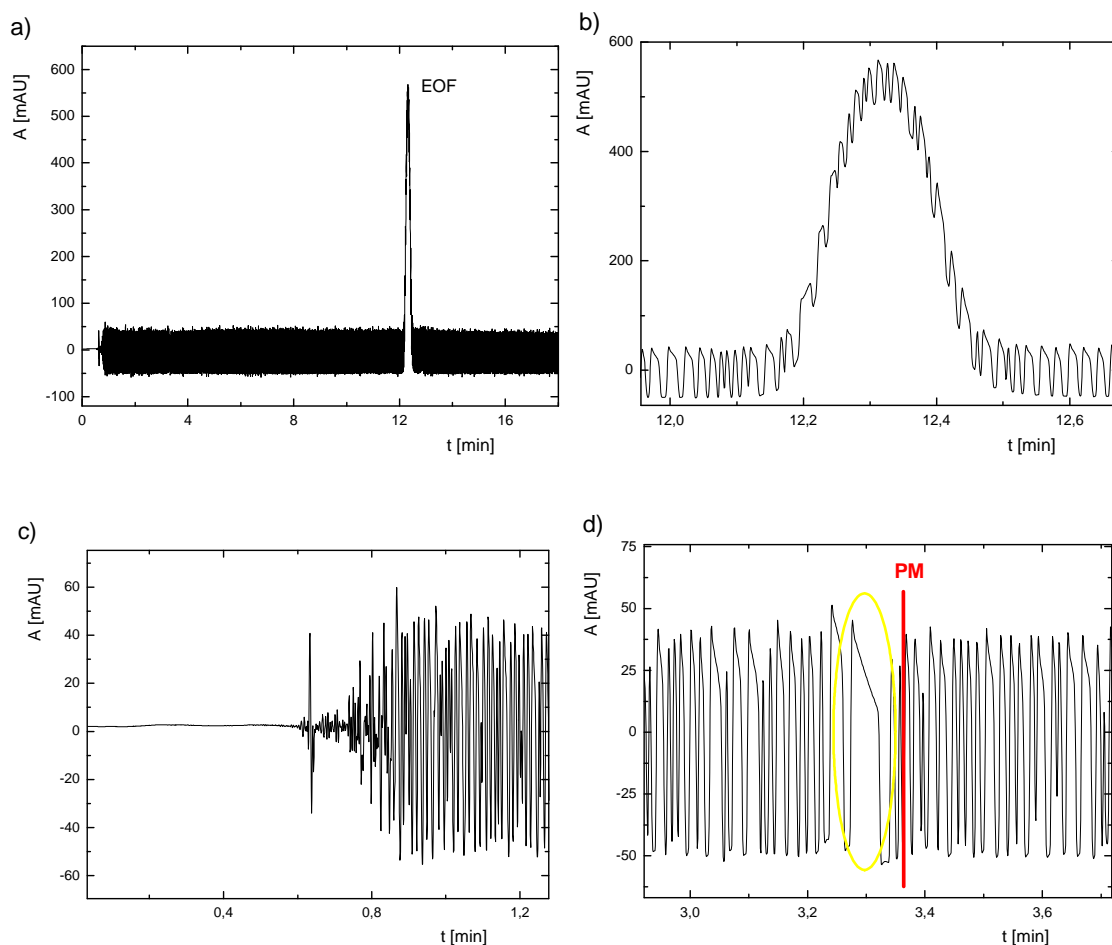 a)
A [mAU]
600
500
400
300
200
100
0
-100
EOF
0
4
8
12
16
t [min]
b)
A [mAU]
600
400
200
0
12,0
12,2
12,4
12,6
t [min]
c)
A [mAU]
60
40
20
0
-20
-40
-60
0,4
0,8
1,2
t [min]
d)
A [mAU]
75
50
25
0
-25
-50
PM
3,0
3,2
3,4
3,6
t [min]